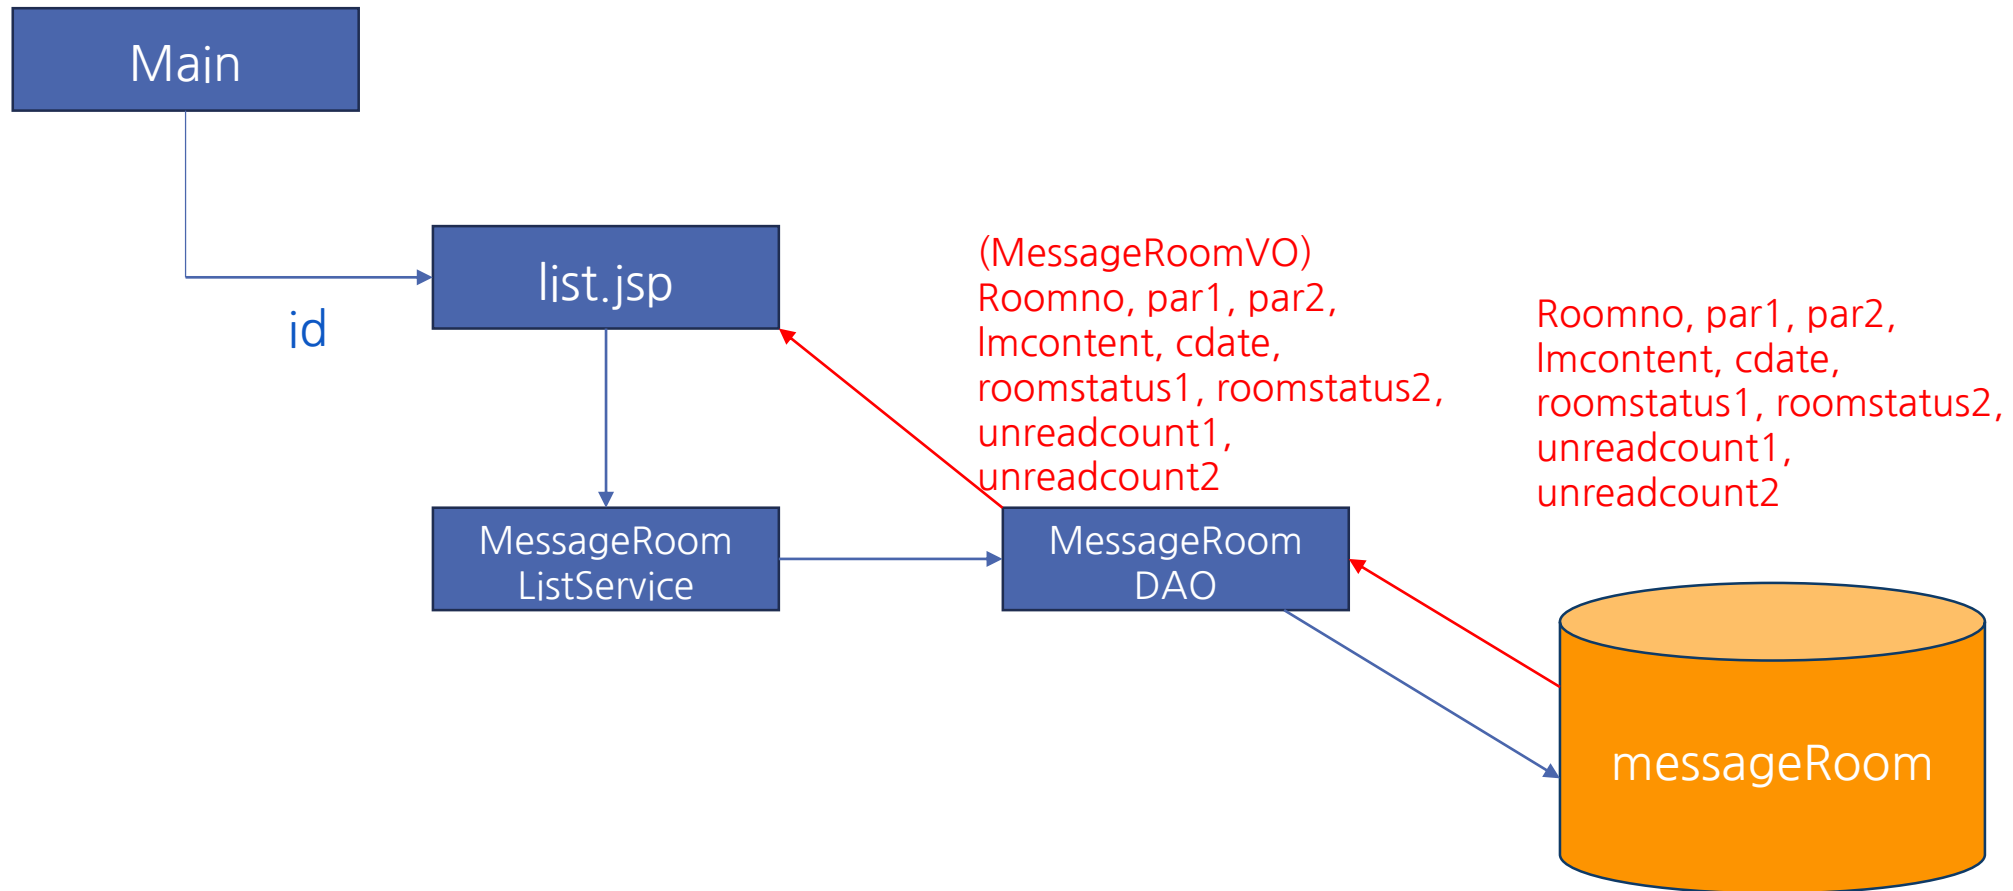 Main
id
list.jsp
(MessageRoomVO)
Roomno, par1, par2,
lmcontent, cdate,
roomstatus1, roomstatus2,
unreadcount1,
unreadcount2
Roomno, par1, par2,
lmcontent, cdate,
roomstatus1, roomstatus2,
unreadcount1,
unreadcount2
MessageRoom
ListService
MessageRoom
DAO
messageRoom